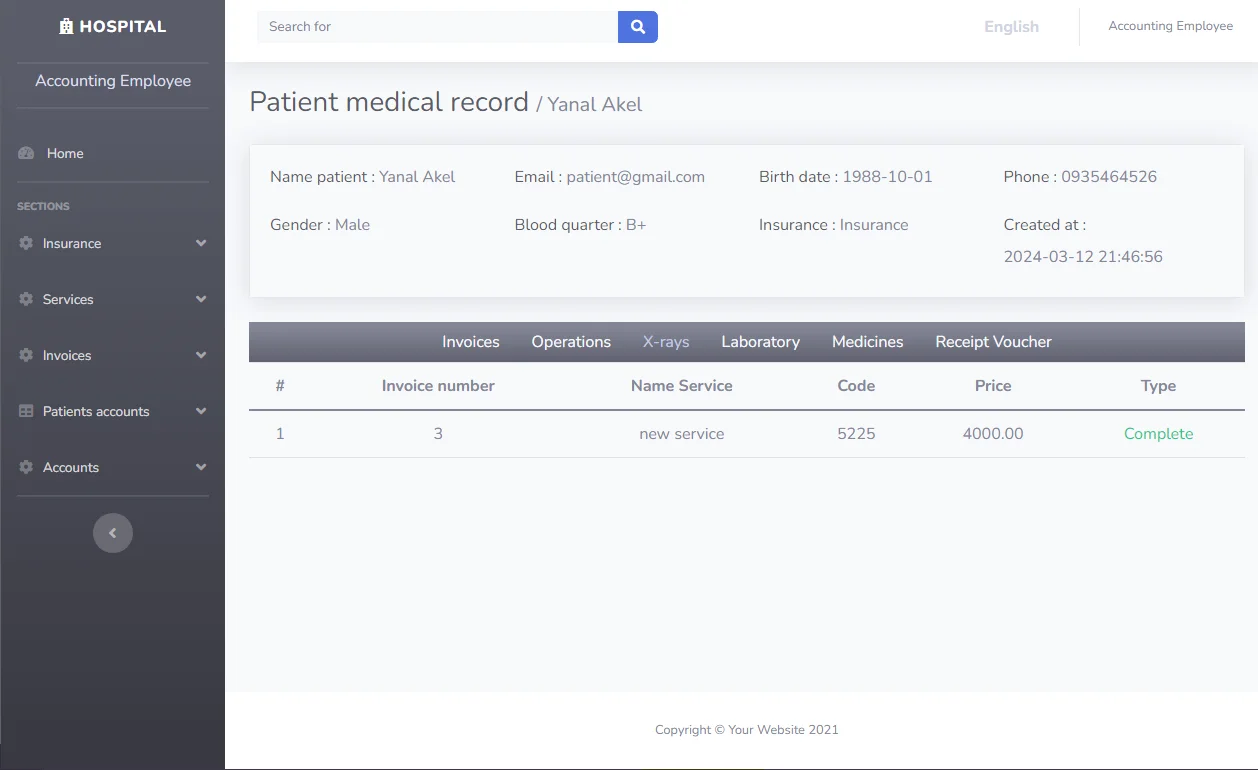 HOSPITAL
Accounting Employee
Home
SECTIONS
Insurance
Services
Invoices
Patients accounts
Accounts
Search for
English
Accounting Employee
Patient medical record / Yanal Akel
Name patient : Yanal Akel Email : patient@gmail.com Birth date : 1988-10-01 Phone : 0935464526
Gender : Male Blood quarter : B+ Insurance : Insurance Created at :
2024-03-12 21:46:56
Invoices Operations X-rays Laboratory Medicines Receipt Voucher
# Invoice number Name Service Code Price Type
1 3 new service 5225 4000.00 Complete
Copyright © Your Website 2021